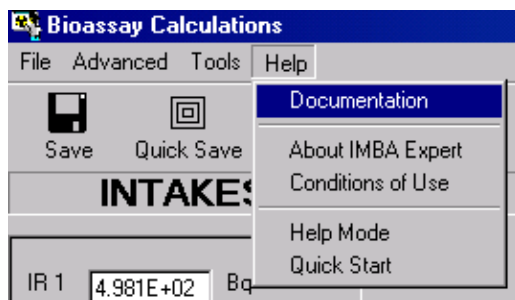 Bioassay Calculations
File Advanced Tools Help
Save Quick Save
Documentation
About IMBA Expert
Conditions of Use
Help Mode
Quick Start
INTAKES
IR 1 4.981E+02 Bq